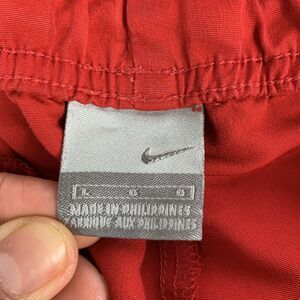 L G G
MADE IN PHILIPPINES
FABRIQUE AUX PHILIPPINES